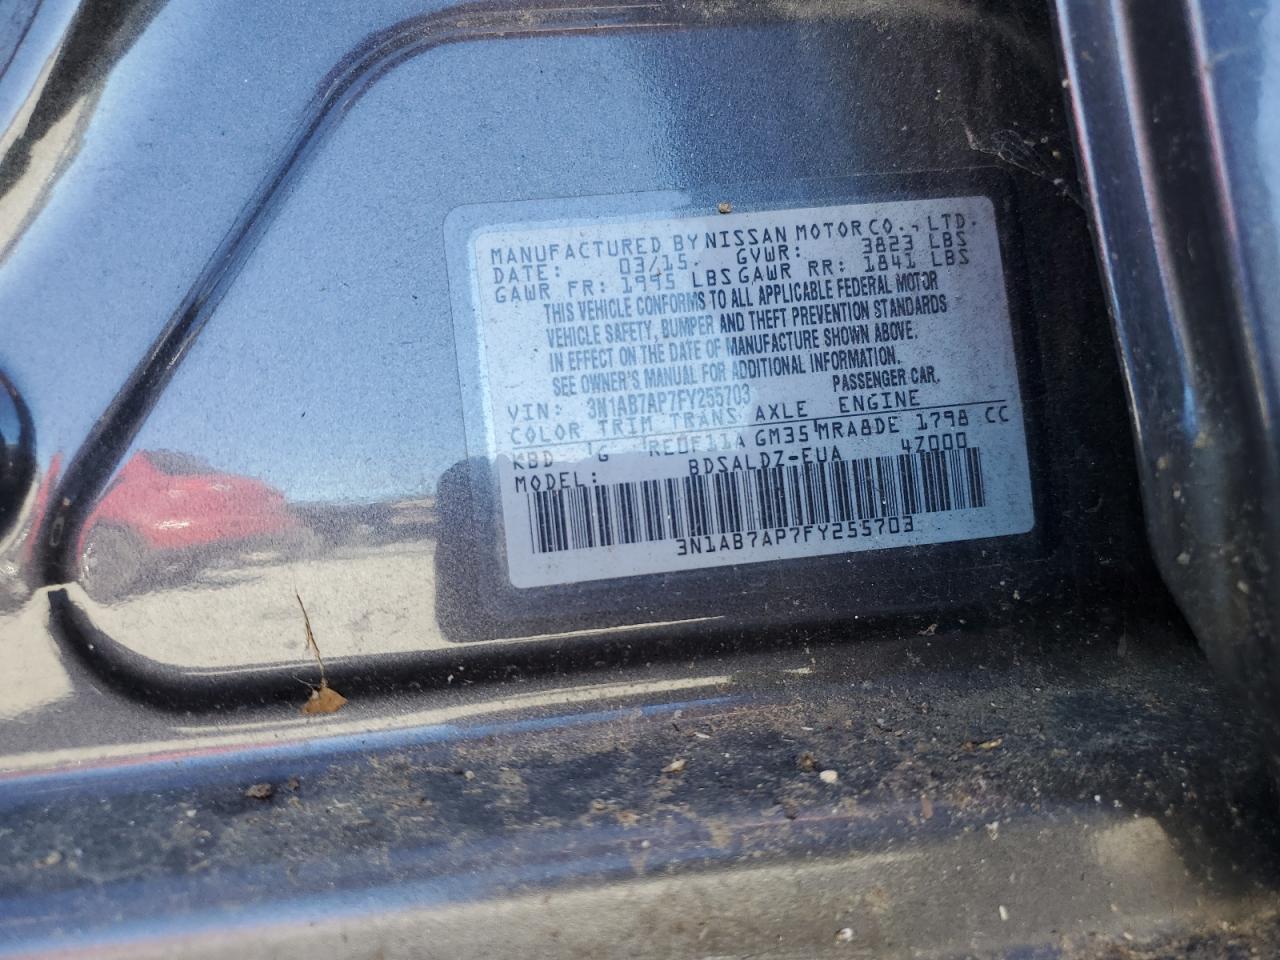 MANUFACTURED BY NISSAN MOTOR CO., LTD.
DATE: 03/15. GVWR: 3823 LBS
GAWR FR: 1995 LBS GAWR RR: 1841 LBS
THIS VEHICLE CONFORMS TO ALL APPLICABLE FEDERAL MOTOR
VEHICLE SAFETY, BUMPER AND THEFT PREVENTION STANDARDS
IN EFFECT ON THE DATE OF MANUFACTURE SHOWN ABOVE.
SEE OWNER'S MANUAL FOR ADDITIONAL INFORMATION.
VIN: 3N1AB7AP7FY255703 PASSENGER CAR.
COLOR TRIM TRANS AXLE ENGINE
KBD G RE0F11A GM35 MRA8DE 1798 CC
MODEL: BDSALDZ-EUA 4Z000
3N1AB7AP7FY255703